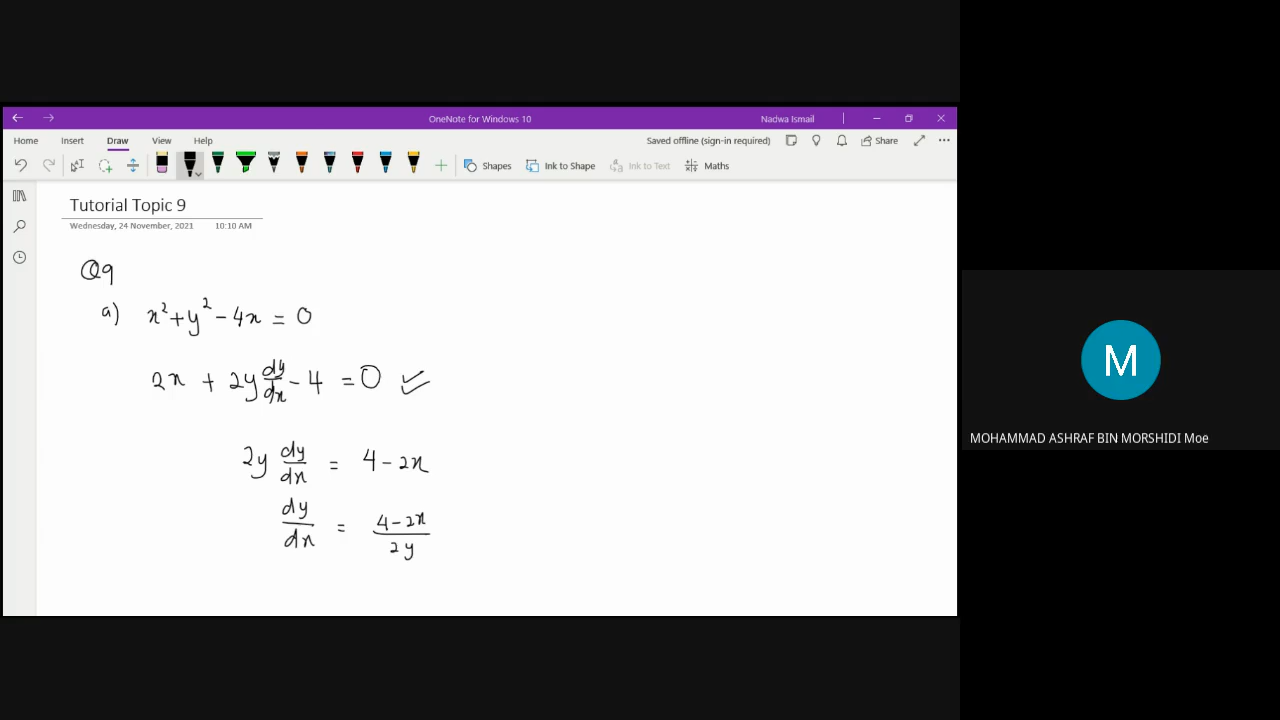 OneNote for Windows 10
Nadwa Ismail
Home Insert Draw View Help
Saved offline (sign-in required)
Share
Shapes Ink to Shape Ink to Text Maths
Tutorial Topic 9
Wednesday, 24 November, 2021 10:10 AM
Q9
a) x² + y² - 4x = 0
2x + 2y dy/dx - 4 = 0 ✓
2y dy/dx = 4 - 2x
dy/dx = (4 - 2x)/2y
M
MOHAMMAD ASHRAF BIN MORSHIDI Moe